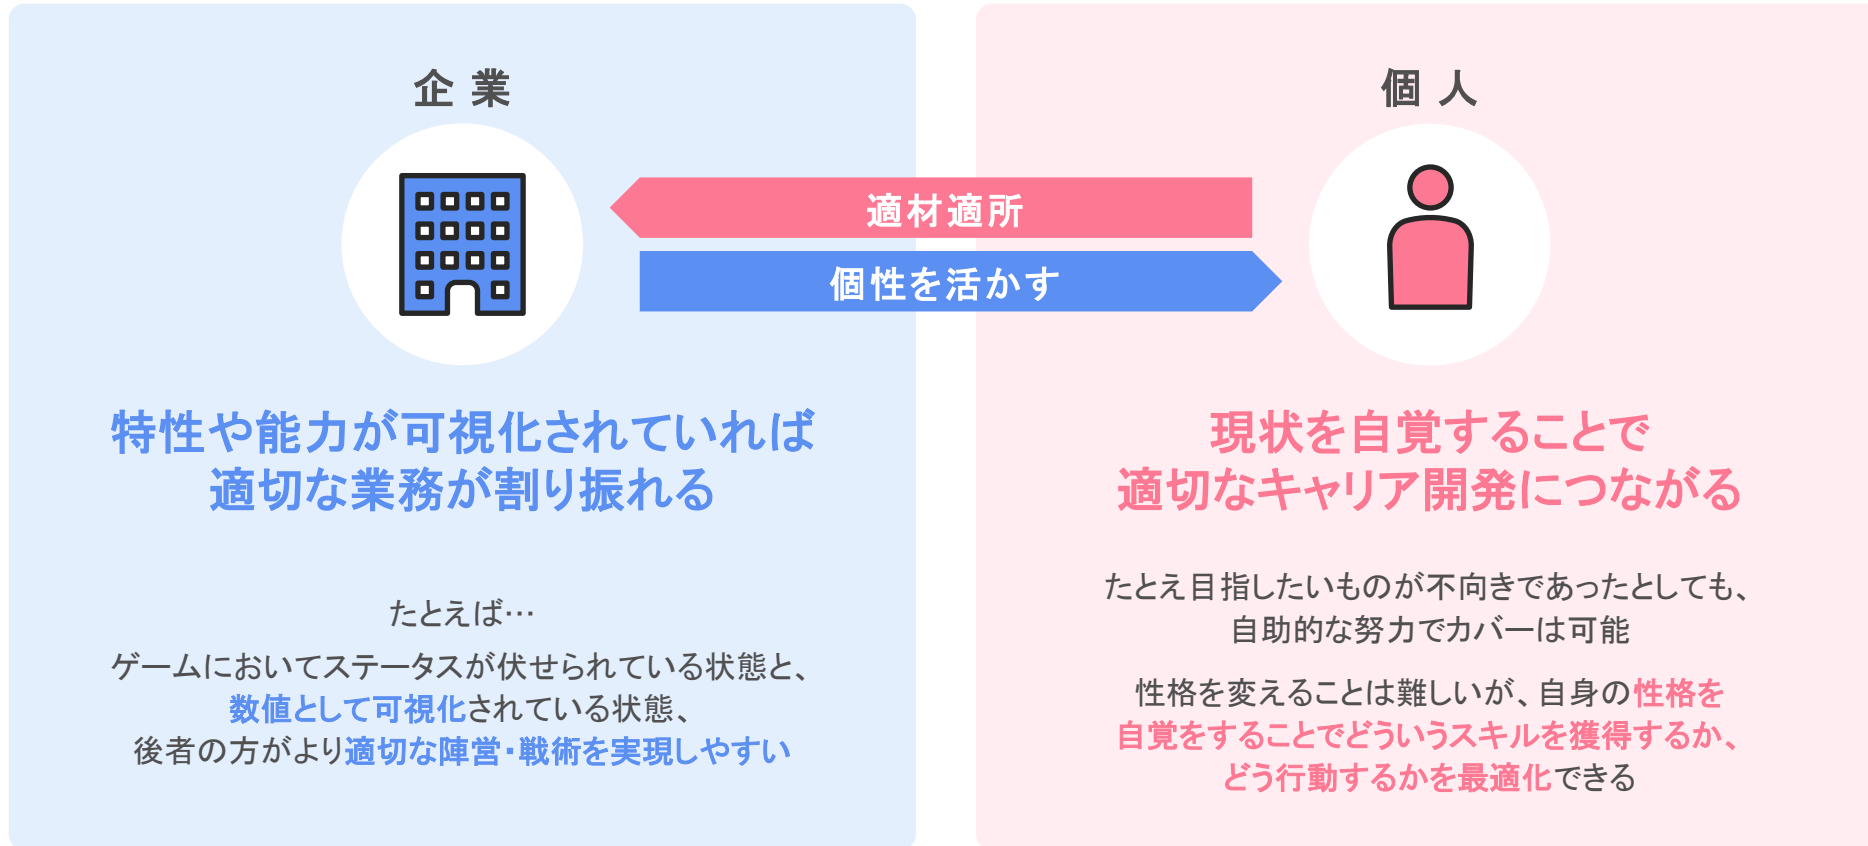 企業
特性や能力が可視化されていれば
適切な業務が割り振れる
たとえば…
ゲームにおいてステータスが伏せられている状態と、
数値として可視化されている状態、
後者の方がより適切な陣営・戦術を実現しやすい
適材適所
個性を活かす
個人
現状を自覚することで
適切なキャリア開発につながる
たとえ目指したいものが不向きであったとしても、
自助的な努力でカバーは可能
性格を変えることは難しいが、自身の性格を
自覚をすることでどういうスキルを獲得するか、
どう行動するかを最適化できる